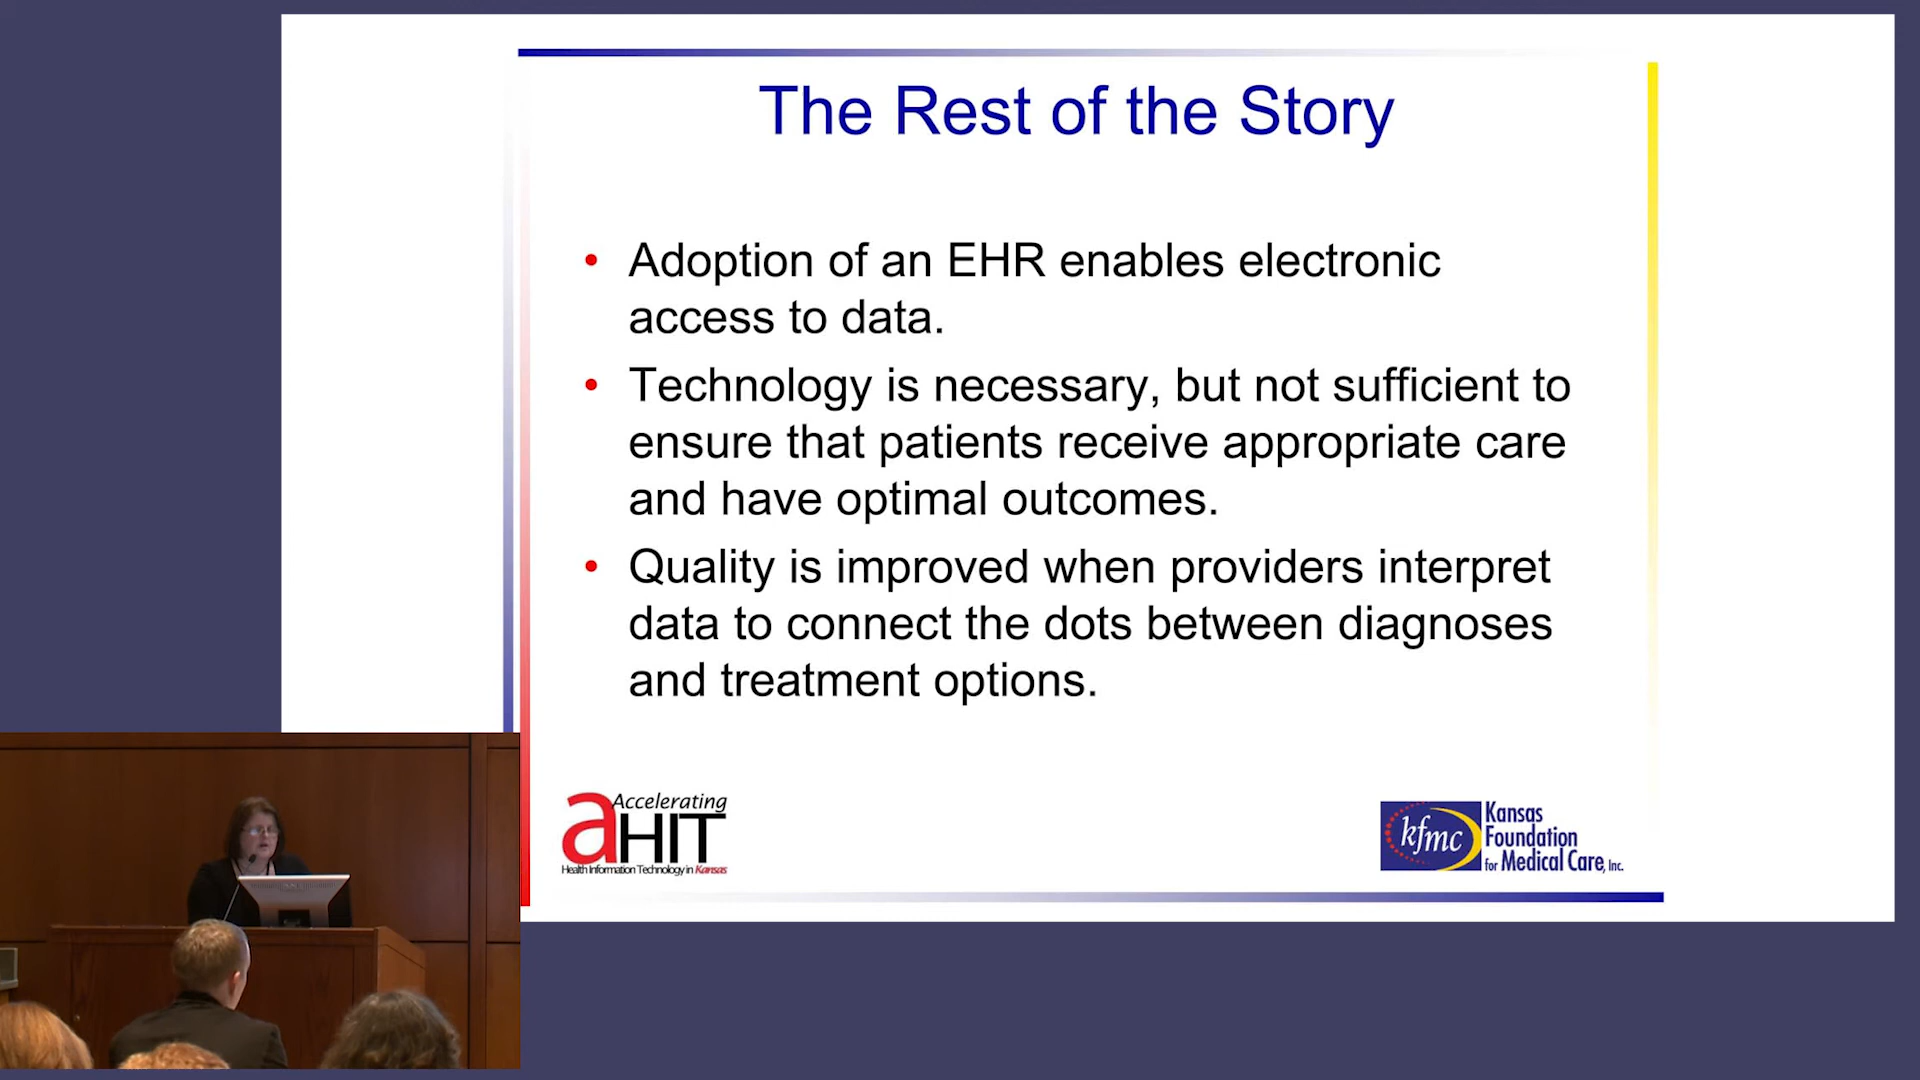 The Rest of the Story
• Adoption of an EHR enables electronic
access to data.
• Technology is necessary, but not sufficient to
ensure that patients receive appropriate care
and have optimal outcomes.
• Quality is improved when providers interpret
data to connect the dots between diagnoses
and treatment options.
Accelerating
aHIT
Health Information Technology in Kansas
kfmc
Kansas
Foundation
for Medical Care, Inc.